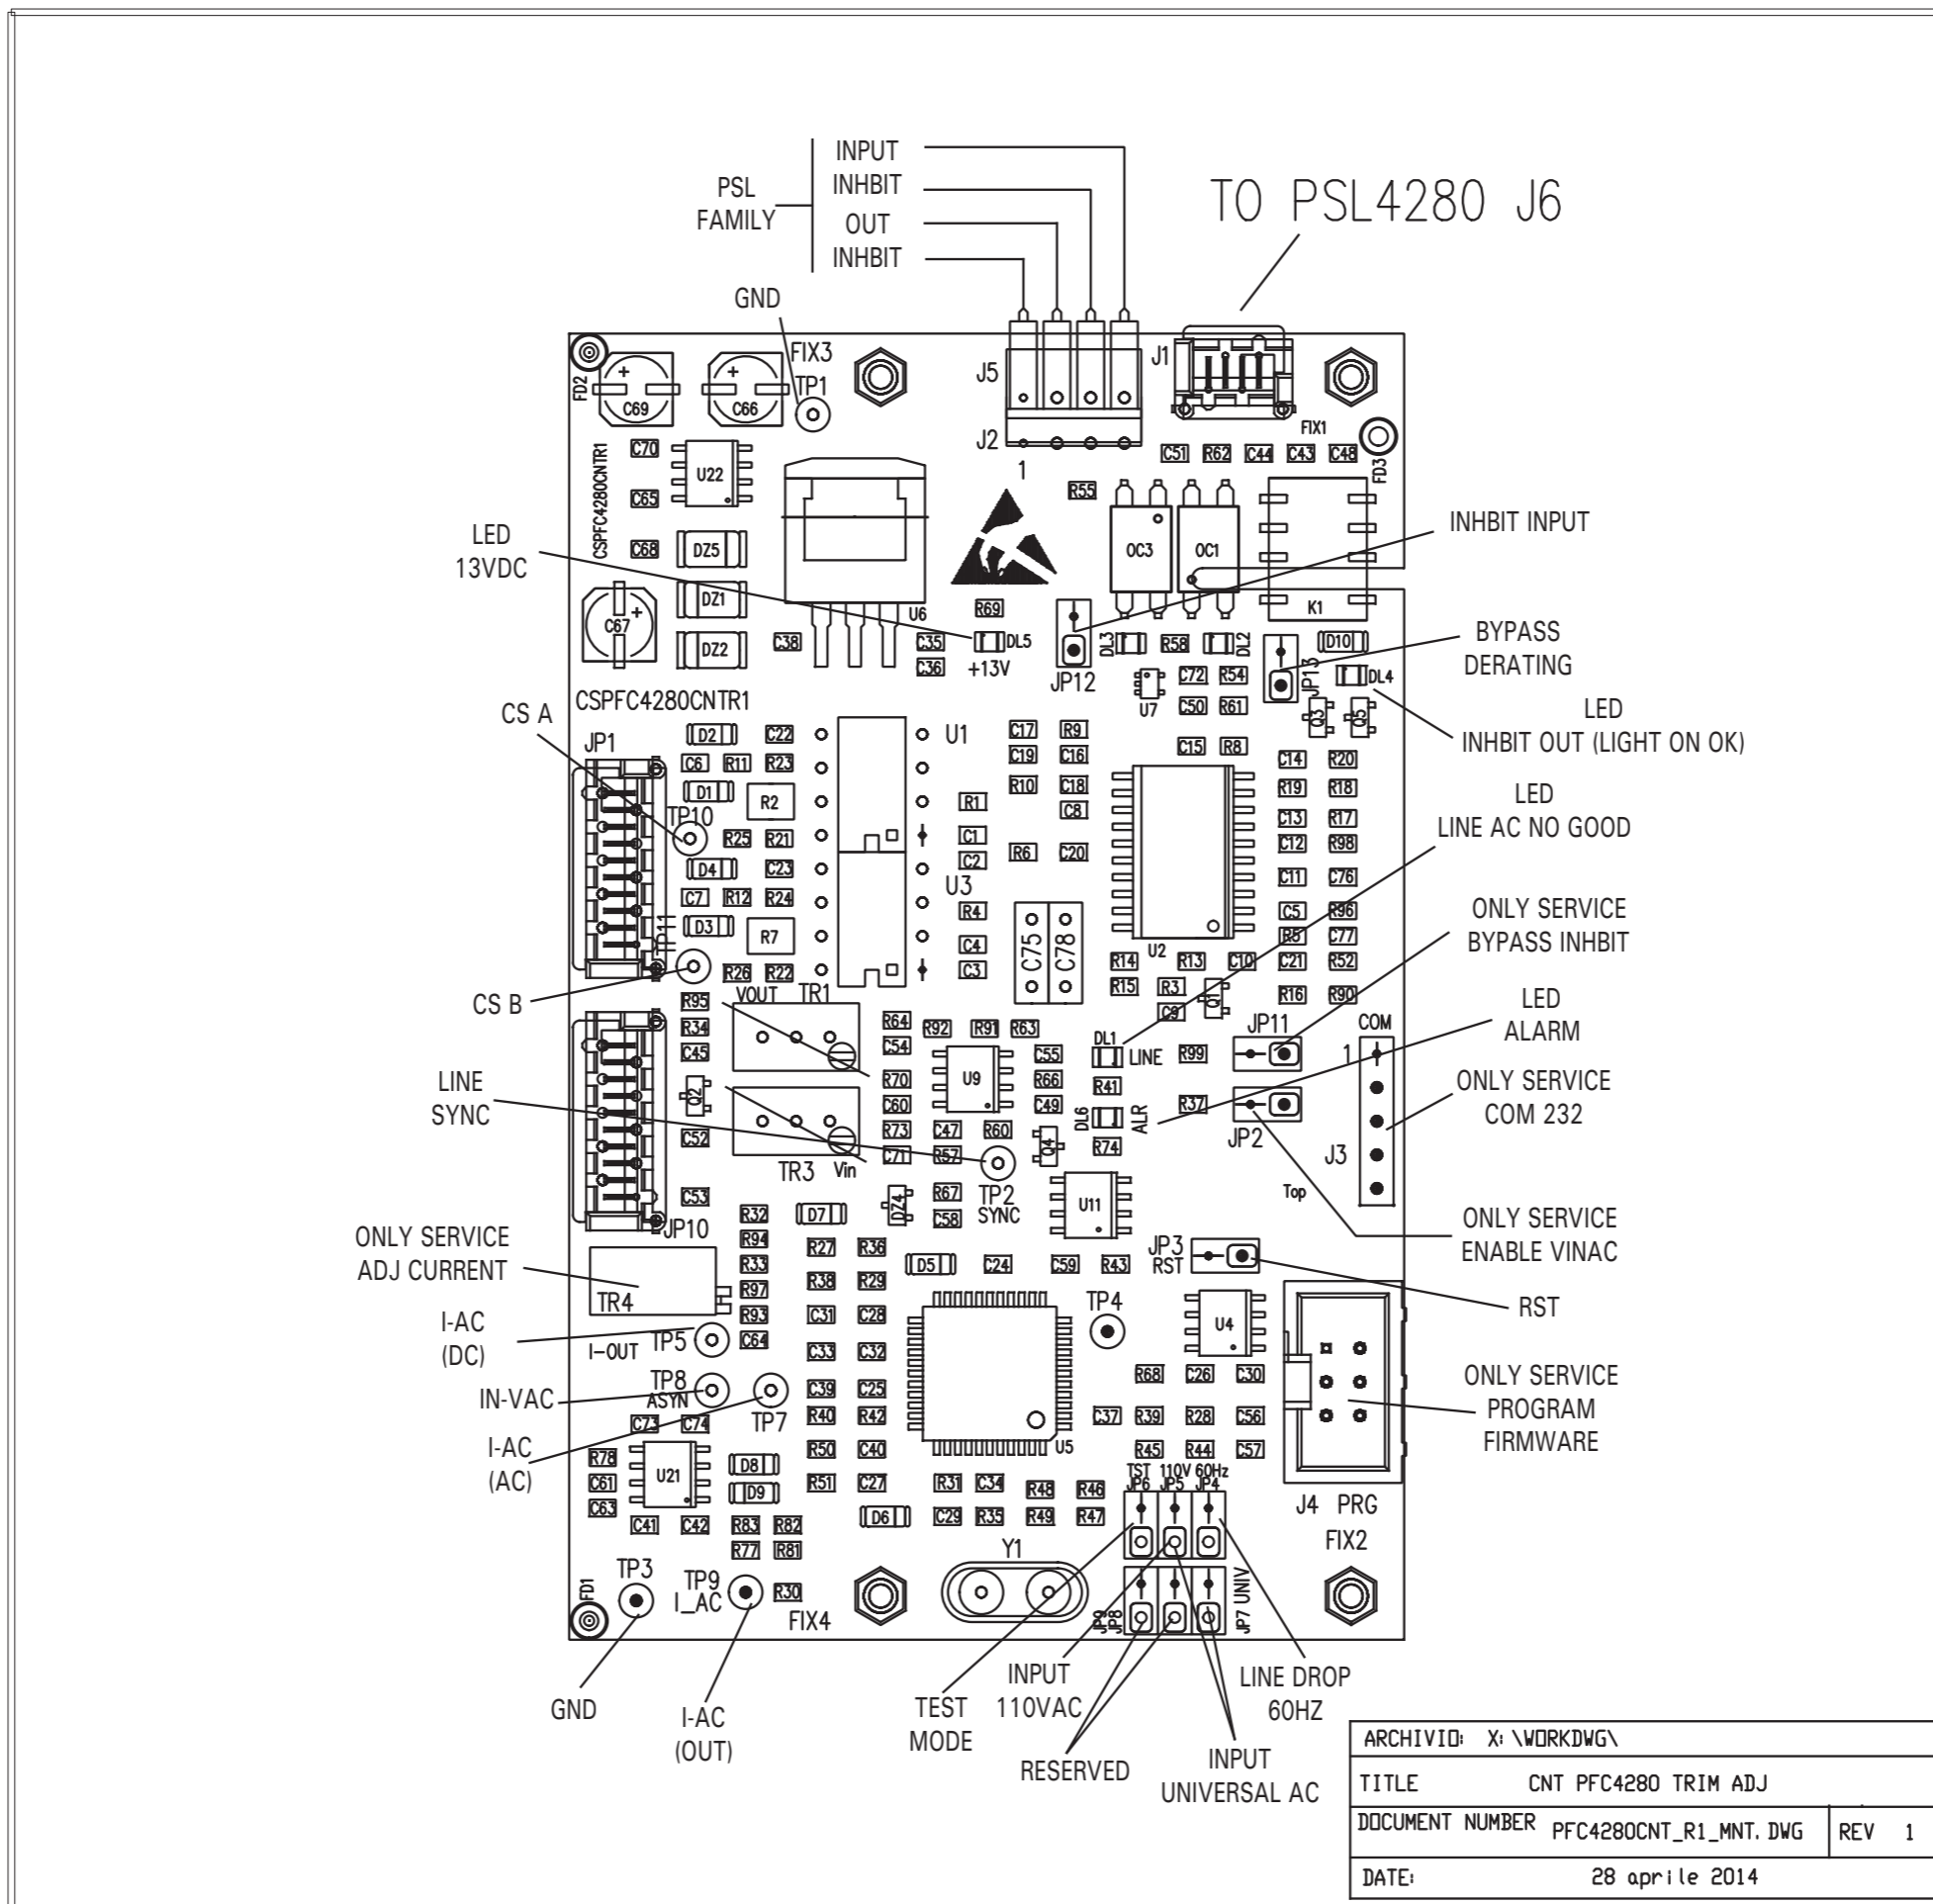 INPUT
INHBIT
OUT
INHBIT
PSL
FAMILY
TO PSL4280 J6
GND
FIX3
TP1
J5
J2
1
J1
FIX1
FD2
C69
C66
FD3
C70
C65
C68
CSPFC4280CNTR1
U22
C51
R62
C44
C43
C48
R55
OC3
OC1
K1
INHBIT INPUT
LED
13VDC
DZ5
DZ1
DZ2
C67
C38
U6
C35
C36
R69
DL5
+13V
JP12
DL3
R58
DL2
D10
JP13
DL4
BYPASS
DERATING
C72
R54
C50
R61
U7
Q3
Q5
LED
INHBIT OUT (LIGHT ON OK)
CSPFC4280CNTR1
CS A
JP1
D2
C22
C6
R11
R23
D1
R2
TP10
R25
R21
D4
C23
C7
R12
R24
D3
R7
TP11
R26
R22
U1
U3
C17
R9
C19
C16
R10
C18
R1
C8
C1
C2
R6
C20
R4
C4
C3
C75
C78
C15
R8
C14
R20
R19
R18
C13
R17
C12
R98
C11
C76
C5
R96
R5
C77
U2
R14
R13
C10
C21
R52
R15
R3
Q1
C9
R16
R90
LED
LINE AC NO GOOD
ONLY SERVICE
BYPASS INHBIT
CS B
R95
VOUT
TR1
R34
C45
Q2
R64
R92
R91
R63
C54
U9
C55
R70
R66
C60
C49
R73
C47
R60
C71
R57
DL1
LINE
R41
DL6
ALR
Q4
R74
R99
JP11
R37
JP2
COM
1
LED
ALARM
ONLY SERVICE
COM 232
J3
Top
LINE
SYNC
C52
TR3
Vin
C53
JP10
R67
TP2
C58
SYNC
DZ4
U11
R32
D7
R94
R27
R36
R33
R38
R29
R97
R93
C31
C28
C64
C33
C32
D5
C24
C59
R43
JP3
RST
ONLY SERVICE
ENABLE VINAC
ONLY SERVICE
ADJ CURRENT
TR4
TP4
U4
RST
I-AC
(DC)
I-OUT
TP5
TP8
ASYN
IN-VAC
TP7
C73
C74
C39
C25
R40
R42
R50
C40
R51
C27
U5
R68
C26
C30
C37
R39
R28
C56
R45
R44
C57
ONLY SERVICE
PROGRAM
FIRMWARE
I-AC
(AC)
R78
C61
C63
U21
D8
D9
R31
C34
R48
R46
D6
C29
R35
R49
R47
TST
110V
60Hz
JP6
JP5
JP4
J4 PRG
FIX2
C41
C42
R83
R82
R77
R81
TP3
TP9
I_AC
R30
FIX4
FD1
Y1
JP9
JP8
JP7
UNIV
GND
I-AC
(OUT)
TEST
MODE
INPUT
110VAC
RESERVED
INPUT
UNIVERSAL AC
LINE DROP
60HZ
ARCHIVIO: X:\WORKDWG\
TITLE CNT PFC4280 TRIM ADJ
DOCUMENT NUMBER PFC4280CNT_R1_MNT.DWG REV 1
DATE: 28 aprile 2014